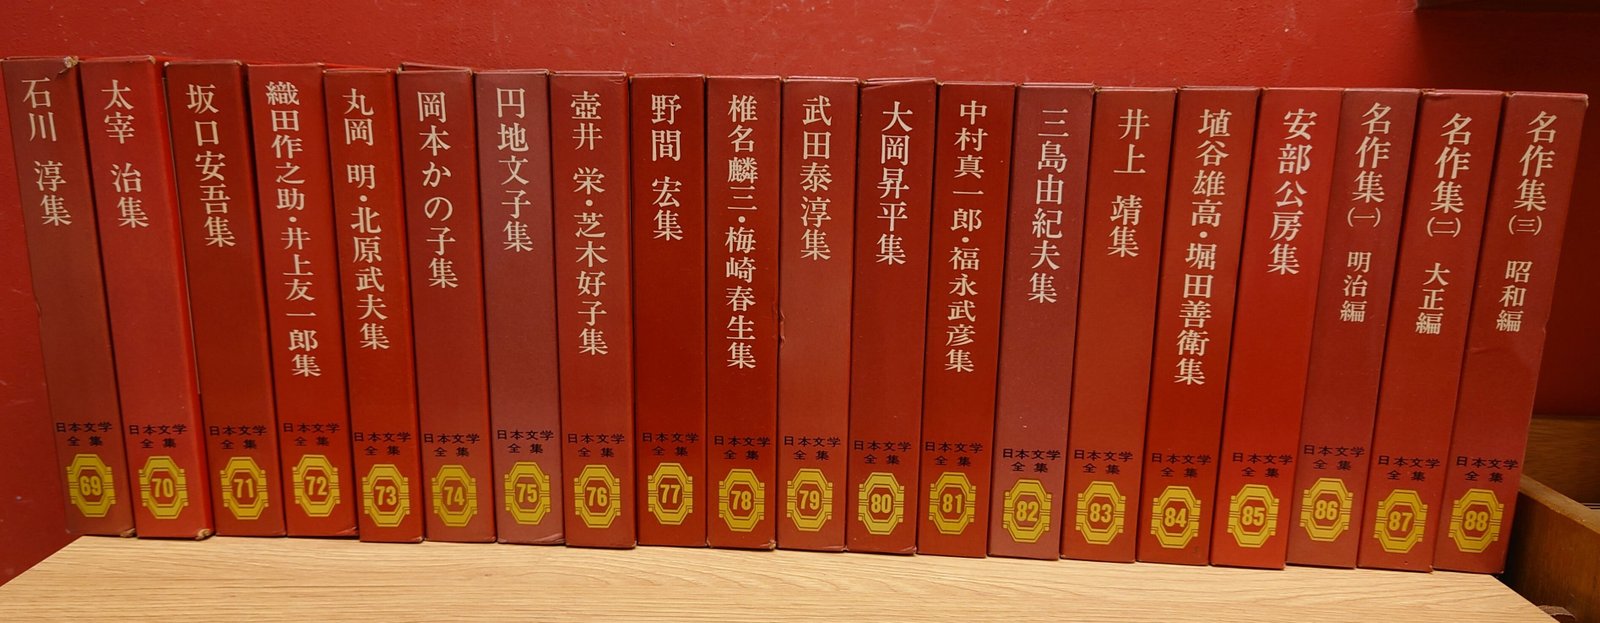 石川 淳集
日本文学
全集
69
太宰 治集
日本文学
全集
70
坂口安吾集
日本文学
全集
71
織田作之助・井上友一郎集
日本文学
全集
72
丸岡 明・北原武夫集
日本文学
全集
73
岡本かの子集
日本文学
全集
74
円地文子集
日本文学
全集
75
壺井 栄・芝木好子集
日本文学
全集
76
野間 宏集
日本文学
全集
77
椎名麟三・梅崎春生集
日本文学
全集
78
武田泰淳集
日本文学
全集
79
大岡昇平集
日本文学
全集
80
中村真一郎・福永武彦集
日本文学
全集
81
三島由紀夫集
日本文学
全集
82
井上 靖集
日本文学
全集
83
埴谷雄高・堀田善衛集
日本文学
全集
84
安部公房集
日本文学
全集
85
名作集(一) 明治編
日本文学
全集
86
名作集(二) 大正編
日本文学
全集
87
名作集(三) 昭和編
日本文学
全集
88